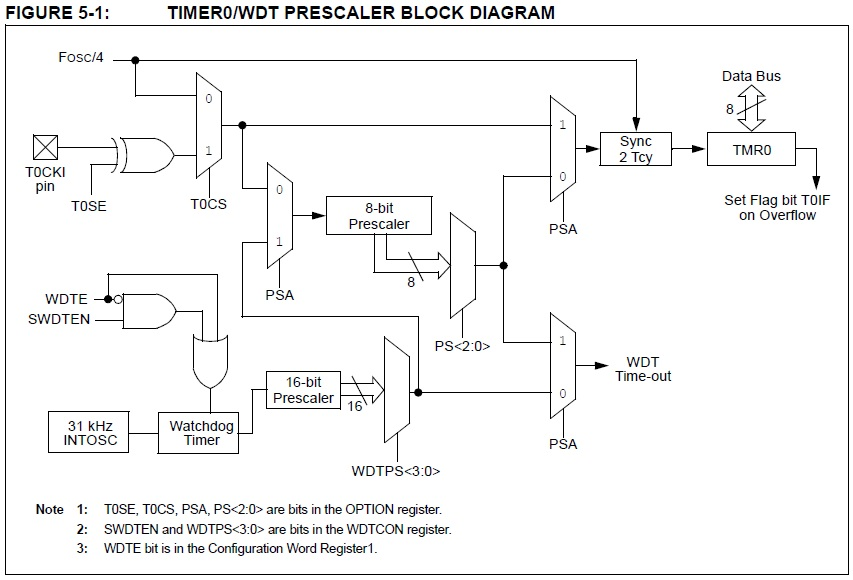 FIGURE 5-1: TIMER0/WDT PRESCALER BLOCK DIAGRAM
FOSC/4
Data Bus
8
0
1
T0CKI
pin
T0SE
T0CS
1
0
PSA
Sync
2 Tcy
TMR0
Set Flag bit T0IF
on Overflow
0
1
PSA
8-bit
Prescaler
8
PS<2:0>
WDTE
SWDTEN
1
0
PSA
WDT
Time-out
16-bit
Prescaler
16
31 kHz
INTOSC
Watchdog
Timer
WDTPS<3:0>
Note 1: T0SE, T0CS, PSA, PS<2:0> are bits in the OPTION register.
2: SWDTEN and WDTPS<3:0> are bits in the WDTCON register.
3: WDTE bit is in the Configuration Word Register1.